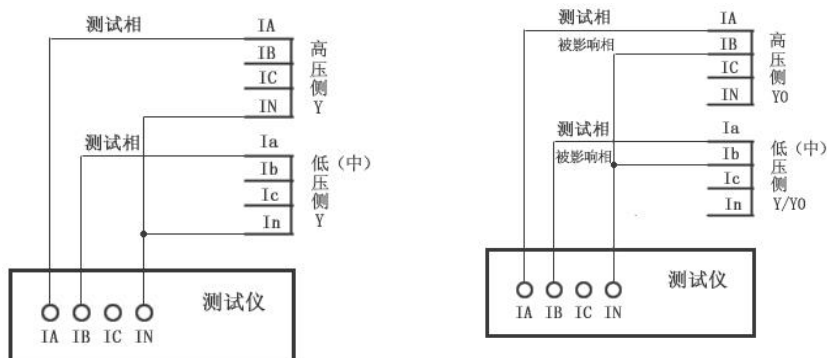 测试相
IA
IB
IC
IN
高
压
侧
Y
测试相
Ia
Ib
Ic
In
低（中）
压
侧
Y
测试仪
IA IB IC IN
测试相
IA
被影响相
IB
IC
IN
高
压
侧
Y0
测试相
Ia
被影响相
Ib
Ic
In
低（中）
压
侧
Y/Y0
测试仪
IA IB IC IN